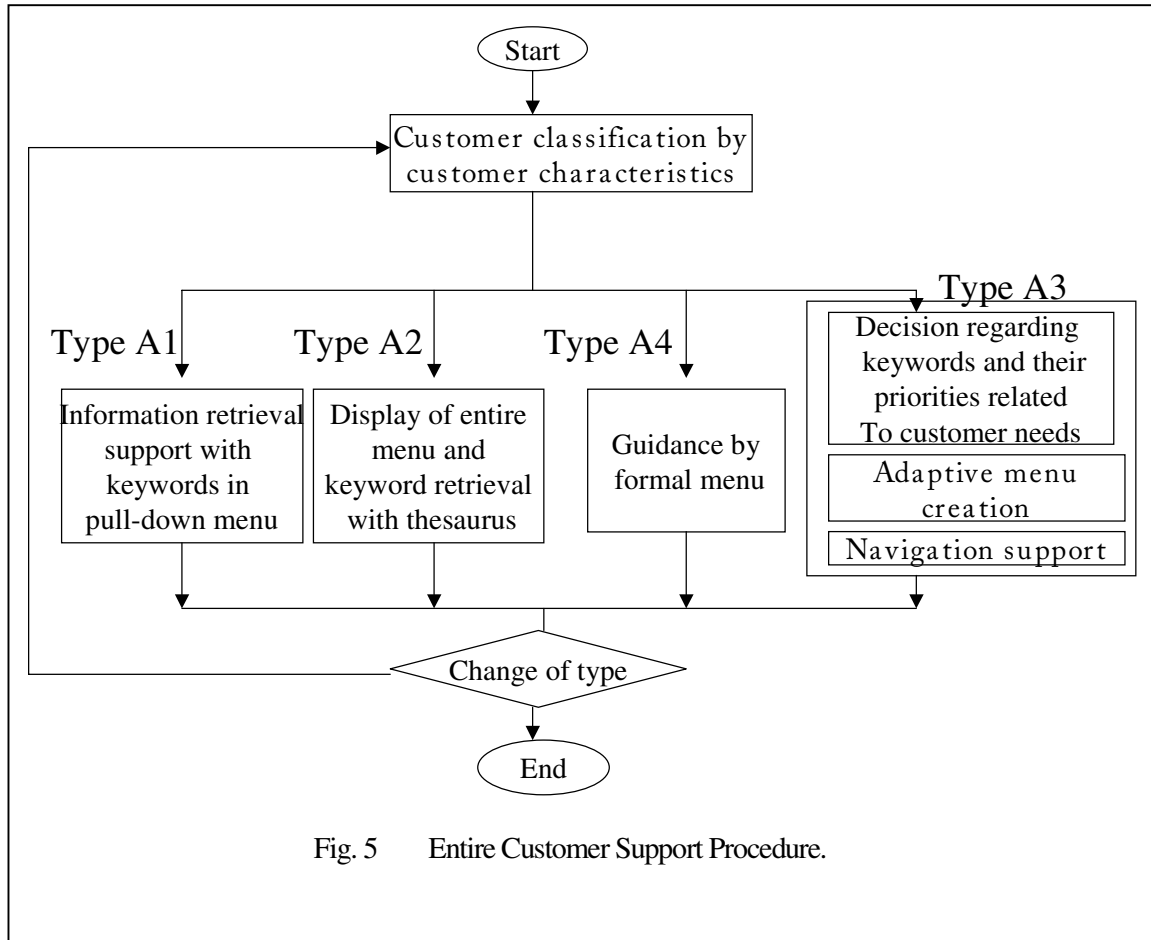 Start
Customer classification by
customer characteristics
Type A1
Information retrieval
support with
keywords in
pull-down menu
Type A2
Display of entire
menu and
keyword retrieval
with thesaurus
Type A4
Guidance by
formal menu
Type A3
Decision regarding
keywords and their
priorities related
To customer needs
Adaptive menu
creation
Navigation support
Change of type
End
Fig. 5 Entire Customer Support Procedure.